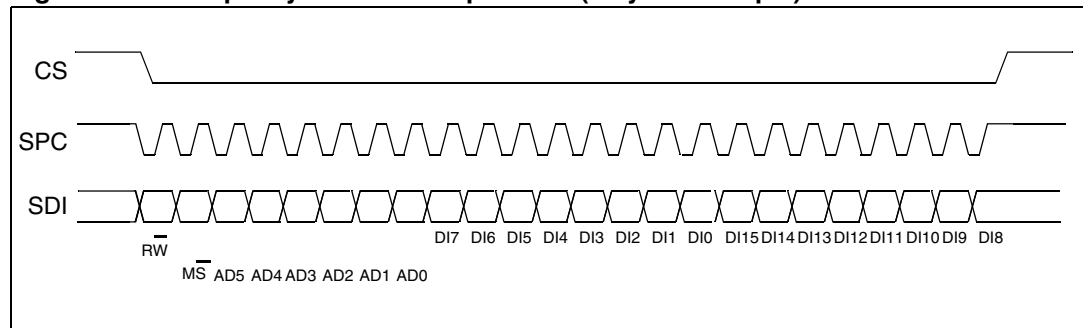 CS
SPC
SDI
DI7 DI6 DI5 DI4 DI3 DI2 DI1 DI0 DI15 DI14 DI13 DI12 DI11 DI10 DI9 DI8
RW
MS AD5 AD4 AD3 AD2 AD1 AD0